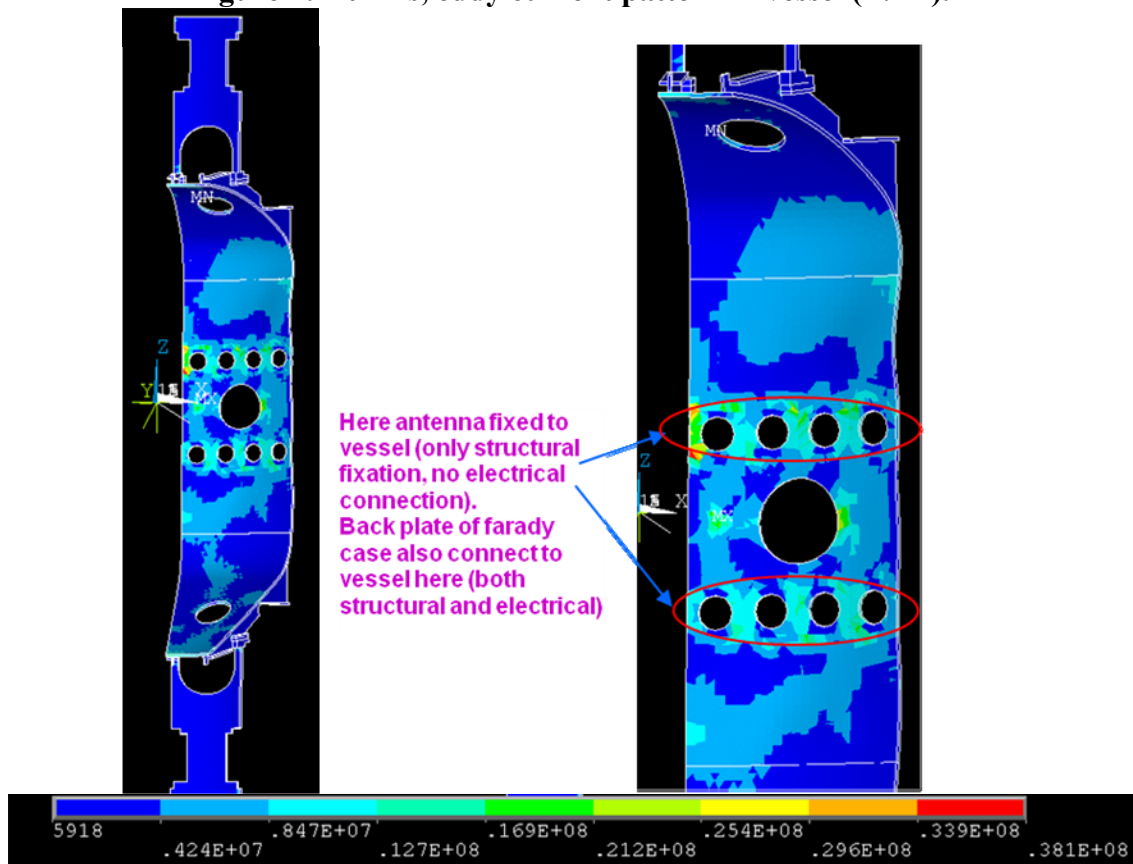 MN
Z
Y
X
MX
Here antenna fixed to
vessel (only structural
fixation, no electrical
connection).
Back plate of farady
case also connect to
vessel here (both
structural and electrical)
MN
Z
X
MX
5918 .847E+07 .169E+08 .254E+08 .339E+08
.424E+07 .127E+08 .212E+08 .296E+08 .381E+08